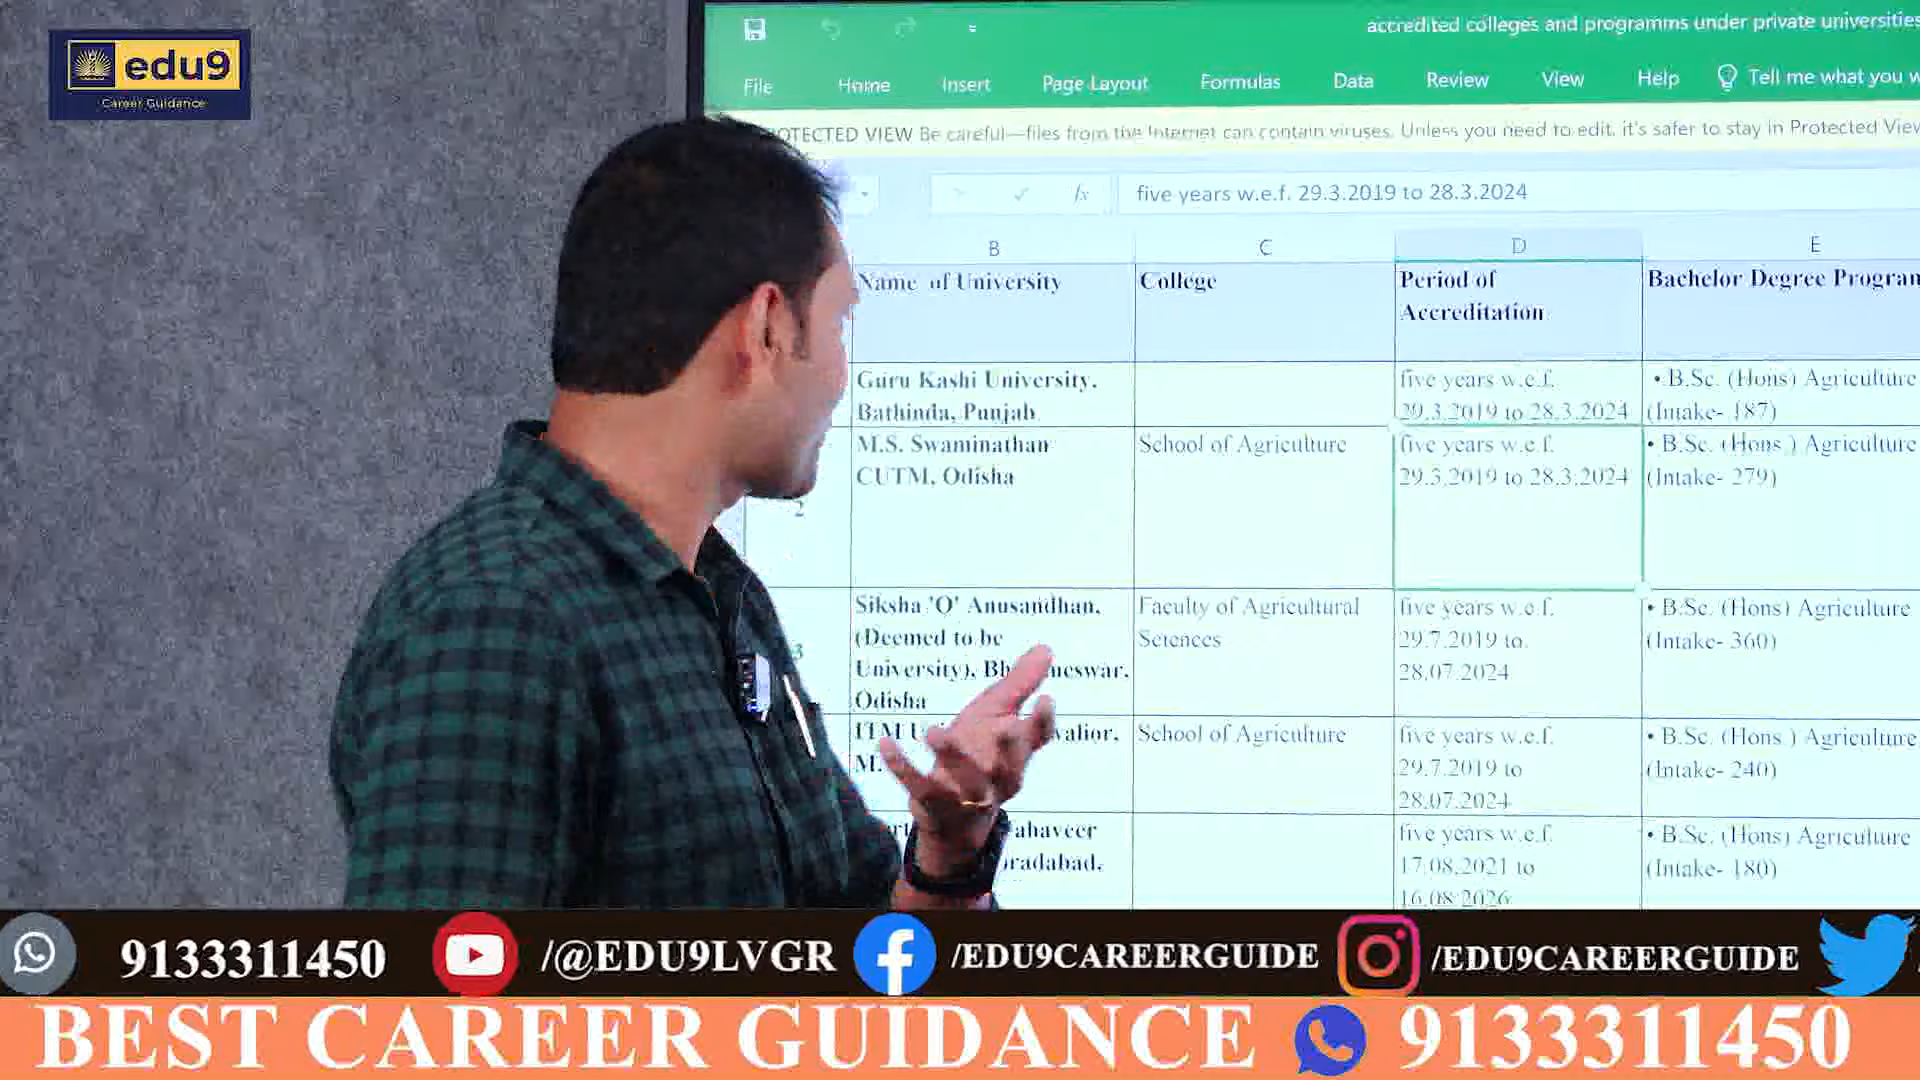 edu9
Career Guidance
accredited colleges and programms under private universities
File Home Insert Page Layout Formulas Data Review View Help Tell me what you
OTECTED VIEW Be careful—files from the Internet can contain viruses. Unless you need to edit, it's safer to stay in Protected View
fx five years w.e.f. 29.3.2019 to 28.3.2024
B C D E
Name of University College Period of Accreditation Bachelor Degree Program
Guru Kashi University, Bathinda, Punjab five years w.e.f. 29.3.2019 to 28.3.2024 • B.Sc. (Hons) Agriculture (Intake- 187)
2 M.S. Swaminathan CUTM, Odisha School of Agriculture five years w.e.f. 29.3.2019 to 28.3.2024 • B.Sc. (Hons ) Agriculture (Intake- 279)
3 Siksha 'O' Anusandhan, (Deemed to be University), Bh neswar, Odisha Faculty of Agricultural Sciences five years w.e.f. 29.7.2019 to 28.07.2024 • B.Sc. (Hons) Agriculture (Intake- 360)
ITM U valior, M. School of Agriculture five years w.e.f. 29.7.2019 to 28.07.2024 • B.Sc. (Hons ) Agriculture (Intake- 240)
ahaveer oradabad, five years w.e.f. 17.08.2021 to 16.08.2026 • B.Sc. (Hons) Agriculture (Intake- 180)
9133311450 /@EDU9LVGR /EDU9CAREERGUIDE /EDU9CAREERGUIDE
BEST CAREER GUIDANCE 9133311450